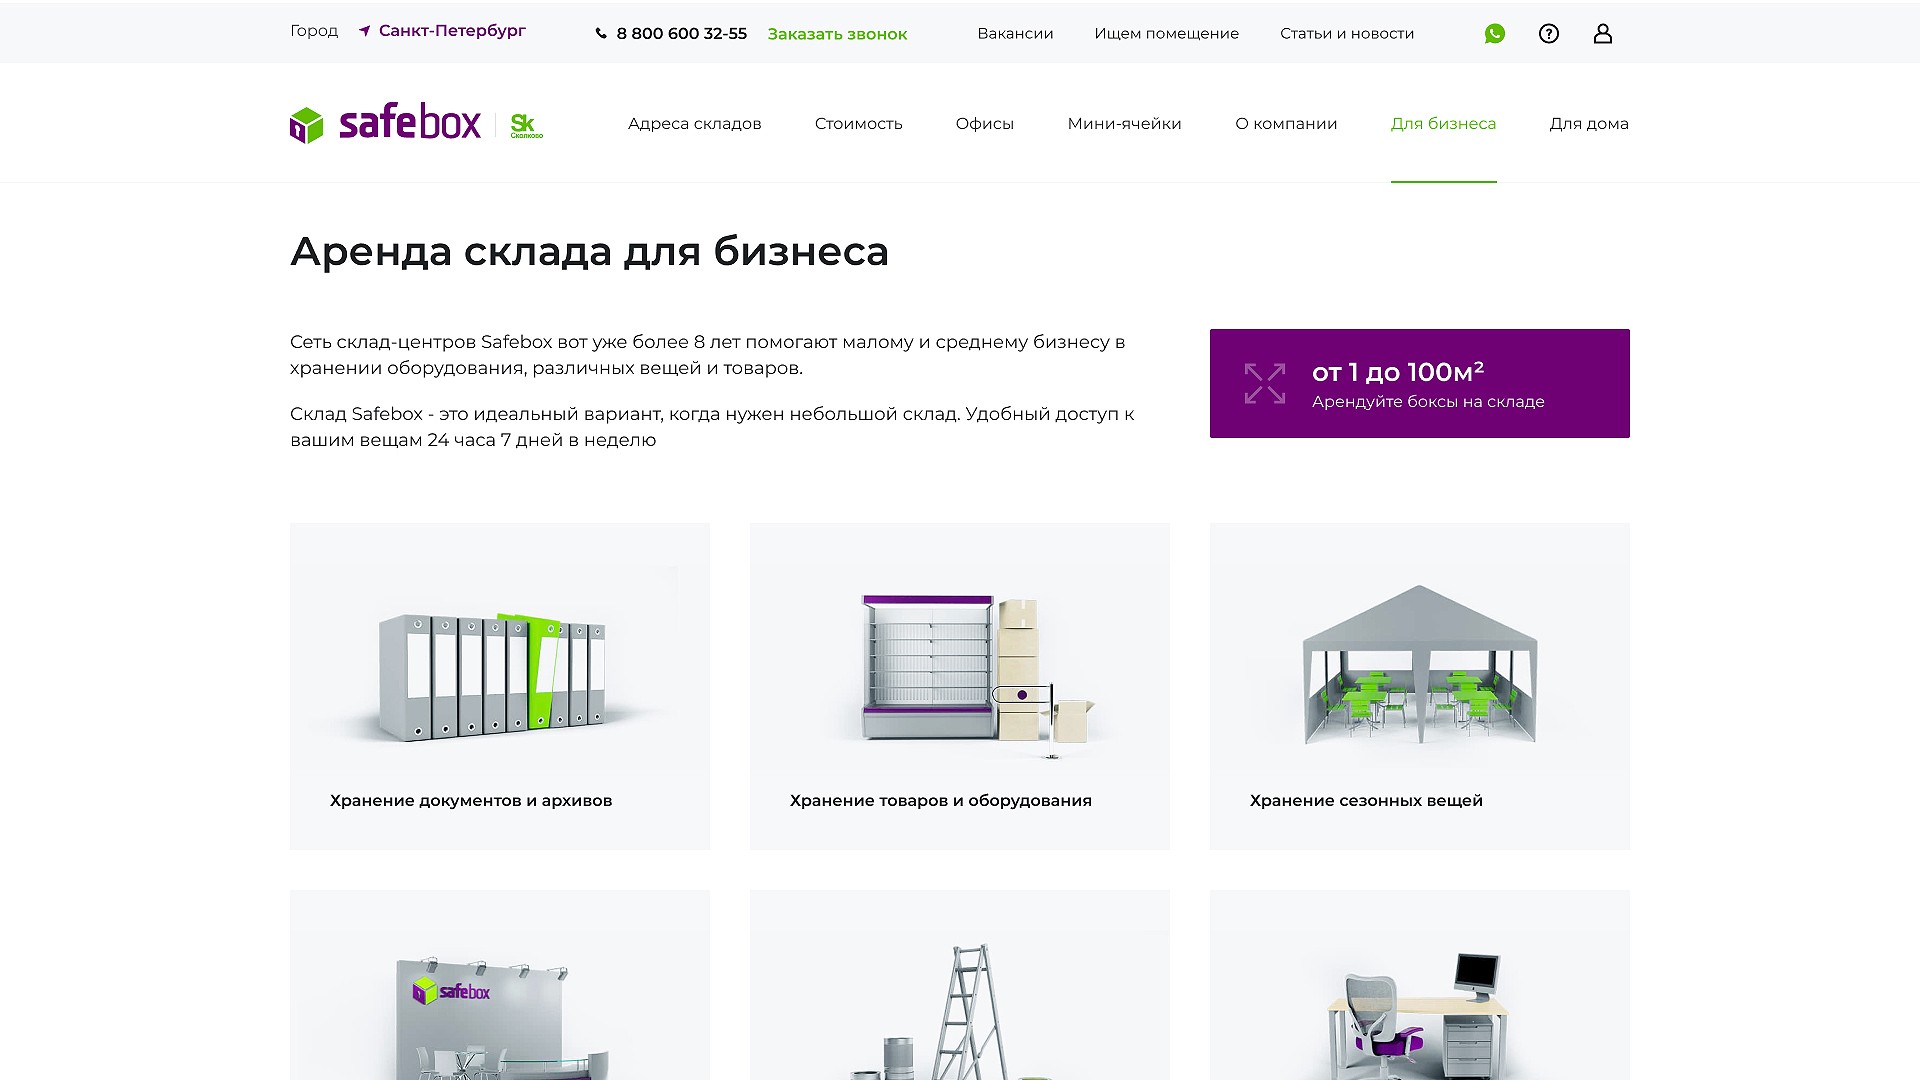 Город Санкт-Петербург 8 800 600 32-55 Заказать звонок Вакансии Ищем помещение Статьи и новости
safebox Sk Сколково Адреса складов Стоимость Офисы Мини-ячейки О компании Для бизнеса Для дома
Аренда склада для бизнеса
Сеть склад-центров Safebox вот уже более 8 лет помогают малому и среднему бизнесу в
хранении оборудования, различных вещей и товаров.
Склад Safebox - это идеальный вариант, когда нужен небольшой склад. Удобный доступ к
вашим вещам 24 часа 7 дней в неделю
от 1 до 100м²
Арендуйте боксы на складе
Хранение документов и архивов
Хранение товаров и оборудования
Хранение сезонных вещей
safebox